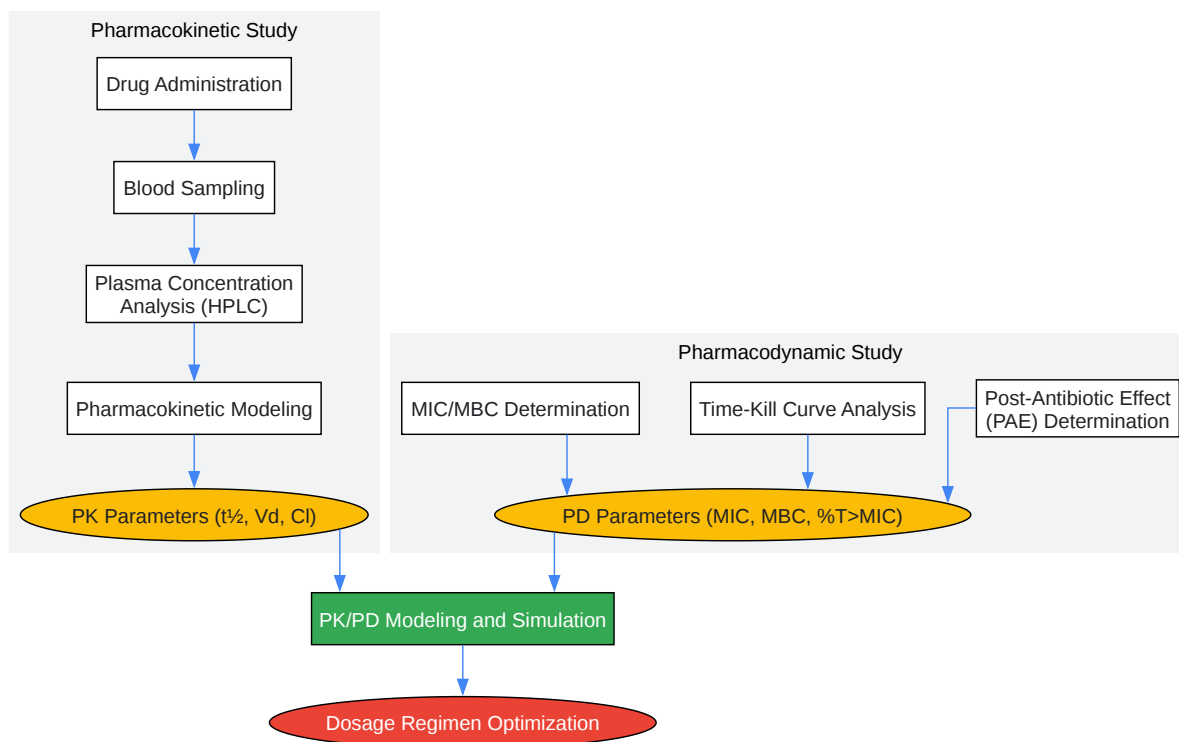 Pharmacokinetic Study
Drug Administration
Blood Sampling
Plasma Concentration
Analysis (HPLC)
Pharmacokinetic Modeling
PK Parameters (t½, Vd, Cl)
Pharmacodynamic Study
MIC/MBC Determination
Time-Kill Curve Analysis
Post-Antibiotic Effect
(PAE) Determination
PD Parameters (MIC, MBC, %T>MIC)
PK/PD Modeling and Simulation
Dosage Regimen Optimization